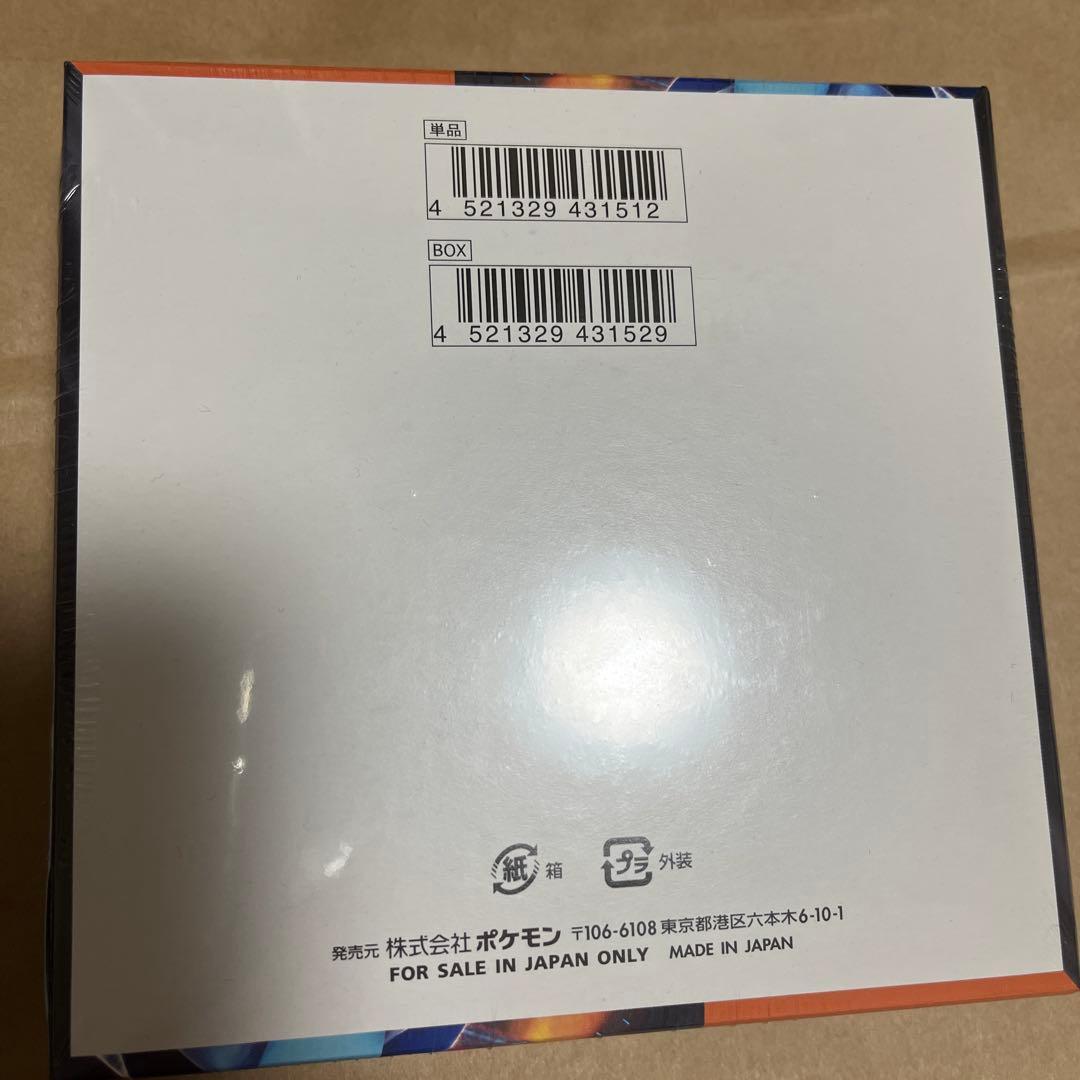 単品
4 521329 431512
BOX
4 521329 431529
紙 箱 プラ 外装
発売元 株式会社 ポケモン 〒106-6108 東京都港区六本木6-10-1
FOR SALE IN JAPAN ONLY MADE IN JAPAN